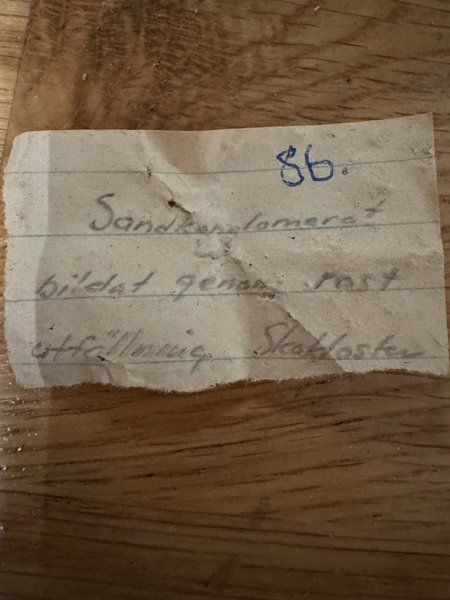 86.
Sandkonglomerat
bildat genom rost
utfällning Skokloster